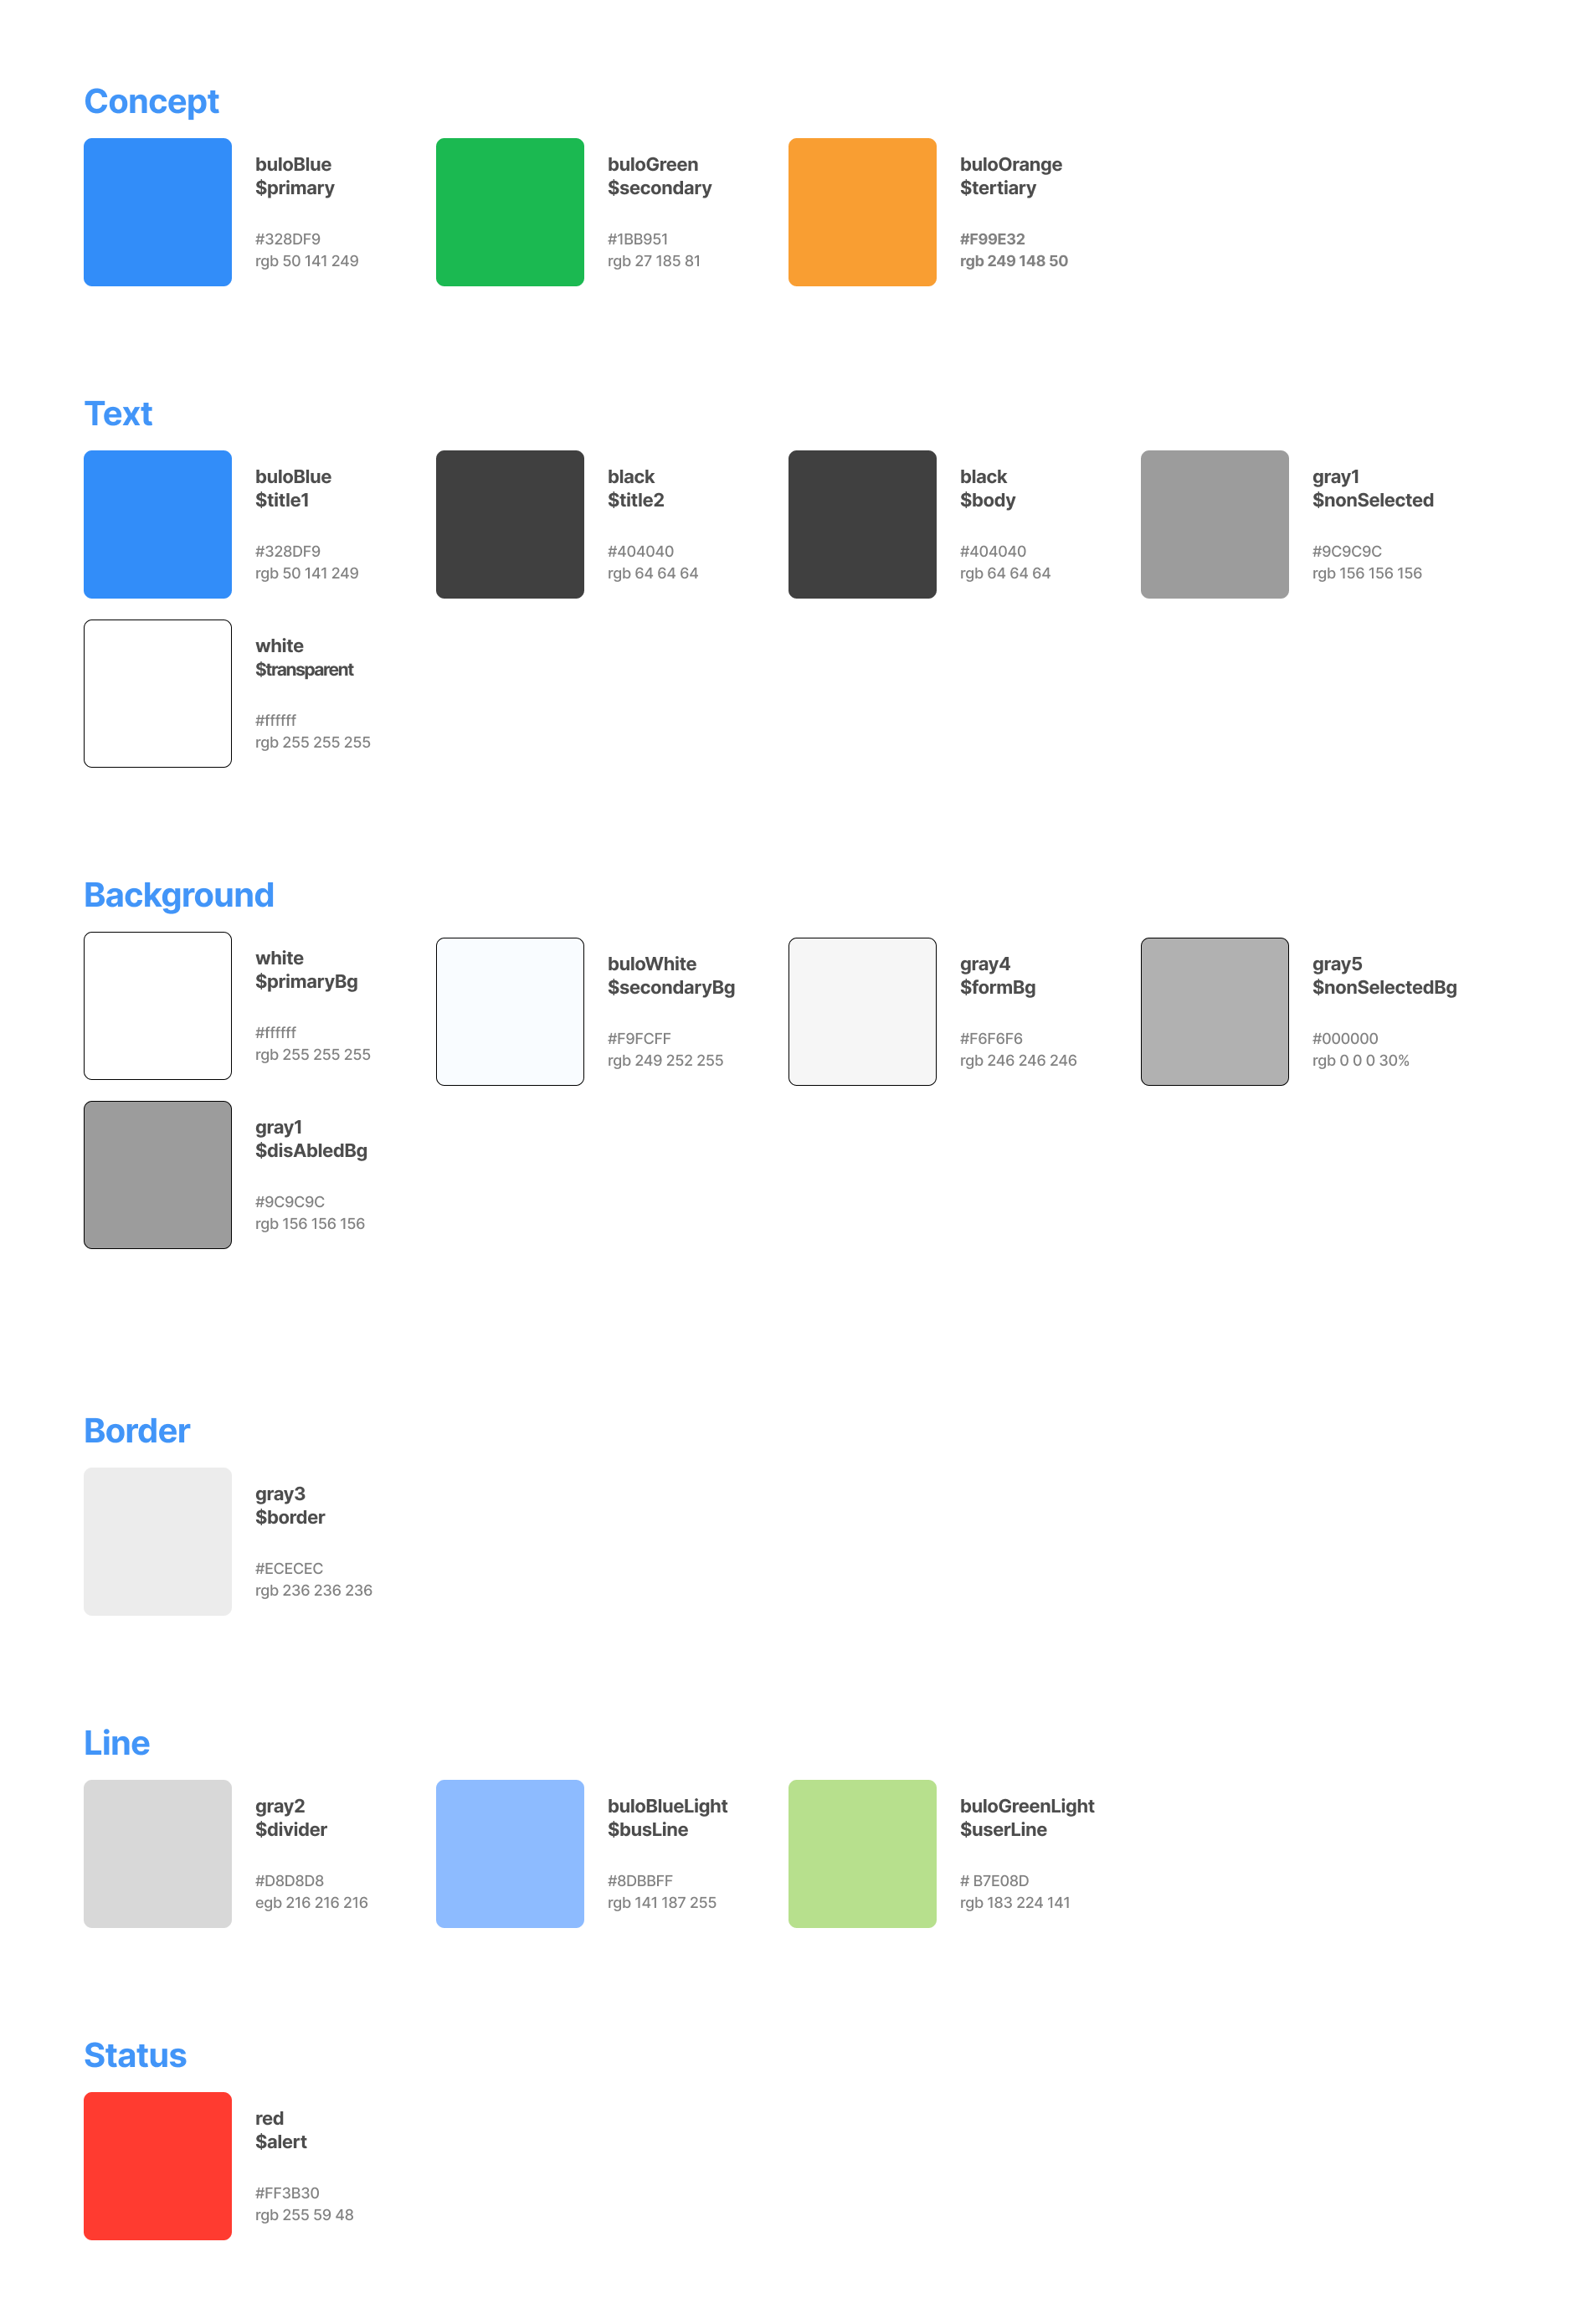 Concept
buloBlue
$primary
#328DF9
rgb 50 141 249
buloGreen
$secondary
#1BB951
rgb 27 185 81
buloOrange
$tertiary
#F99E32
rgb 249 148 50
Text
buloBlue
$title1
#328DF9
rgb 50 141 249
black
$title2
#404040
rgb 64 64 64
black
$body
#404040
rgb 64 64 64
gray1
$nonSelected
#9C9C9C
rgb 156 156 156
white
$transparent
#ffffff
rgb 255 255 255
Background
white
$primaryBg
#ffffff
rgb 255 255 255
buloWhite
$secondaryBg
#F9FCFF
rgb 249 252 255
gray4
$formBg
#F6F6F6
rgb 246 246 246
gray5
$nonSelectedBg
#000000
rgb 0 0 0 30%
gray1
$disAbledBg
#9C9C9C
rgb 156 156 156
Border
gray3
$border
#ECECEC
rgb 236 236 236
Line
gray2
$divider
#D8D8D8
egb 216 216 216
buloBlueLight
$busLine
#8DBBFF
rgb 141 187 255
buloGreenLight
$userLine
# B7E08D
rgb 183 224 141
Status
red
$alert
#FF3B30
rgb 255 59 48